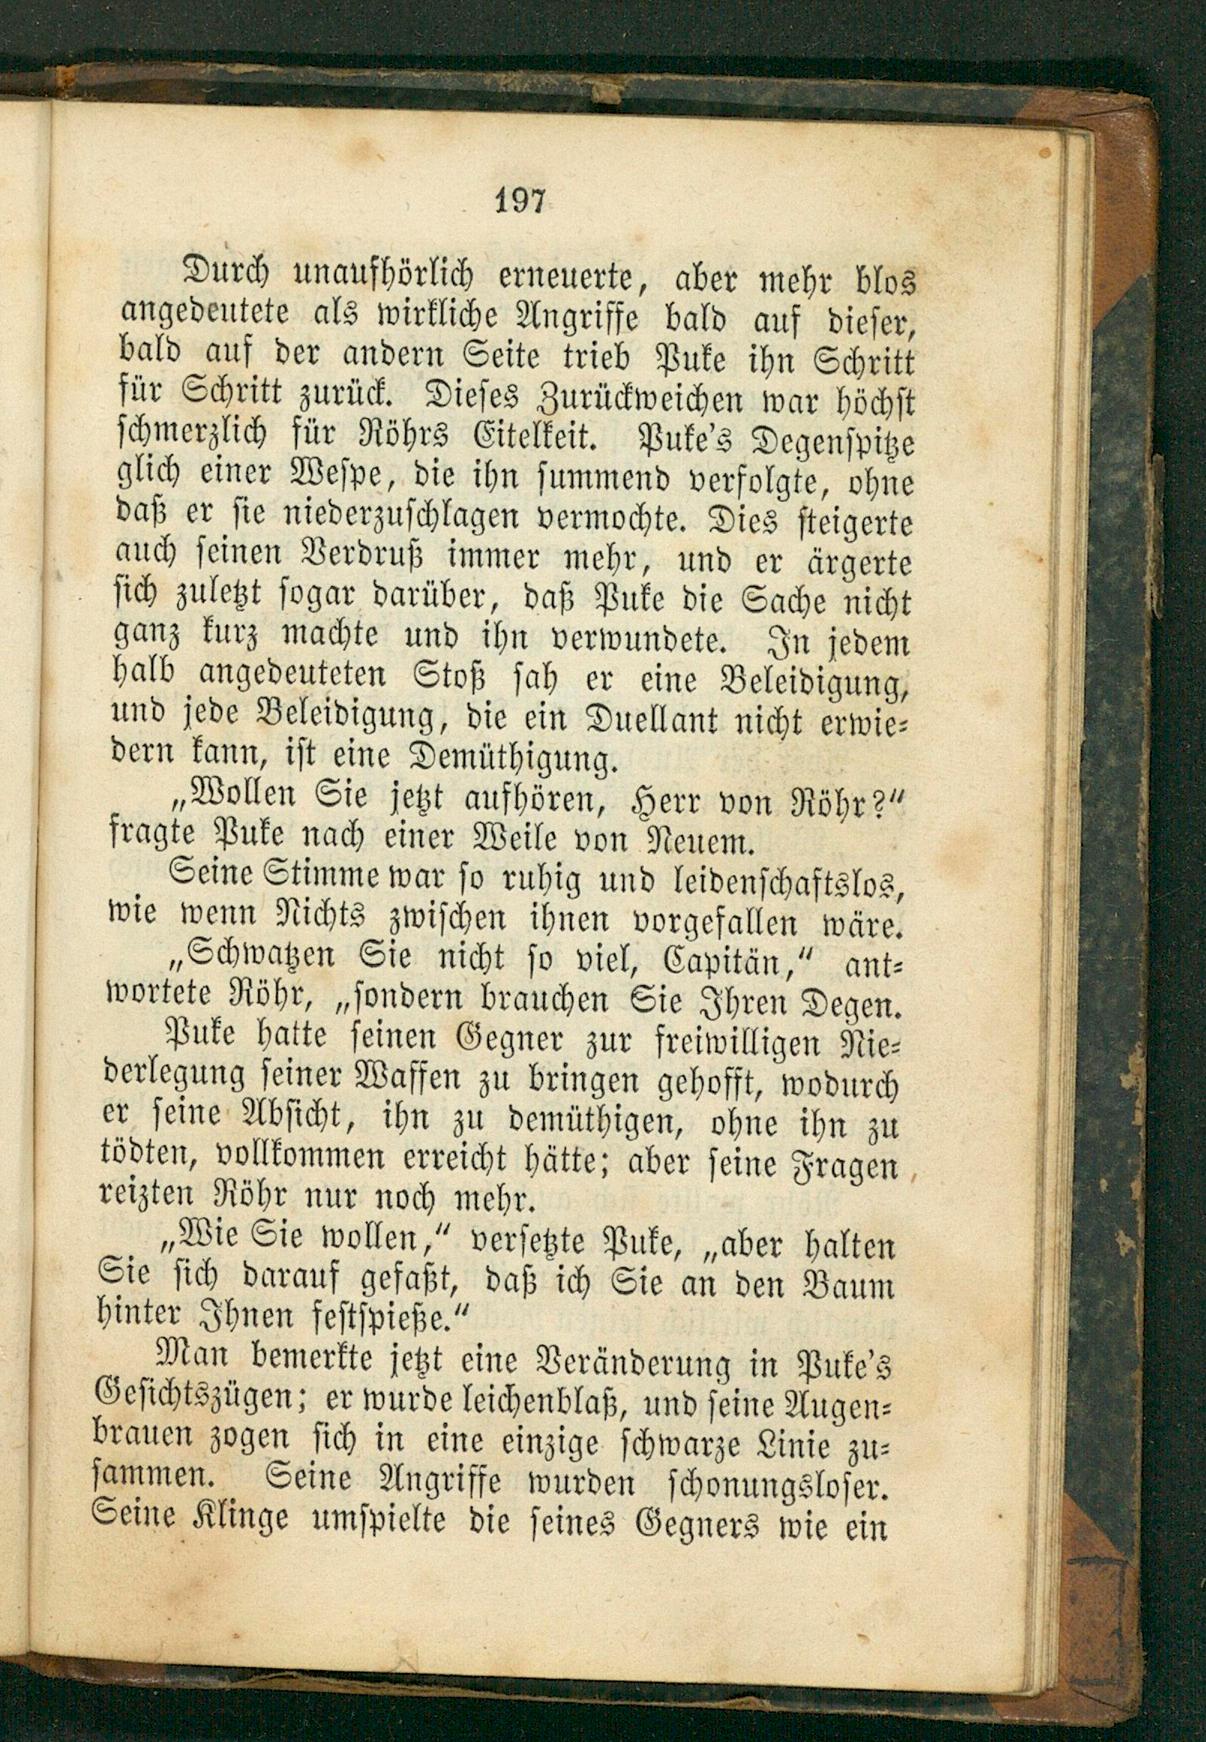 197
Durch unaufhörlich erneuerte, aber mehr blos
angedeutete als wirkliche Angriffe bald auf dieser,
bald auf der andern Seite trieb Puke ihn Schritt
für Schritt zurück. Dieses Zurückweichen war höchst
schmerzlich für Röhrs Eitelkeit. Puke's Degenspitze
glich einer Wespe, die ihn summend verfolgte, ohne
daß er sie niederzuschlagen vermochte. Dies steigerte
auch seinen Verdruß immer mehr, und er ärgerte
sich zuletzt sogar darüber, daß Puke die Sache nicht
ganz kurz machte und ihn verwundete. In jedem
halb angedeuteten Stoß sah er eine Beleidigung,
und jede Beleidigung, die ein Duellant nicht erwie-
dern kann, ist eine Demüthigung.
„Wollen Sie jetzt aufhören, Herr von Röhr?“
fragte Puke nach einer Weile von Neuem.
Seine Stimme war so ruhig und leidenschaftslos,
wie wenn Nichts zwischen ihnen vorgefallen wäre.
„Schwatzen Sie nicht so viel, Capitän,“ ant-
wortete Röhr, „sondern brauchen Sie Ihren Degen.
Puke hatte seinen Gegner zur freiwilligen Nie-
derlegung seiner Waffen zu bringen gehofft, wodurch
er seine Absicht, ihn zu demüthigen, ohne ihn zu
tödten, vollkommen erreicht hätte; aber seine Fragen
reizten Röhr nur noch mehr.
„Wie Sie wollen,“ versetzte Puke, „aber halten
Sie sich darauf gefaßt, daß ich Sie an den Baum
hinter Ihnen festspieße.“
Man bemerkte jetzt eine Veränderung in Puke's
Gesichtszügen; er wurde leichenblaß, und seine Augen-
brauen zogen sich in eine einzige schwarze Linie zu-
sammen. Seine Angriffe wurden schonungsloser.
Seine Klinge umspielte die seines Gegners wie ein